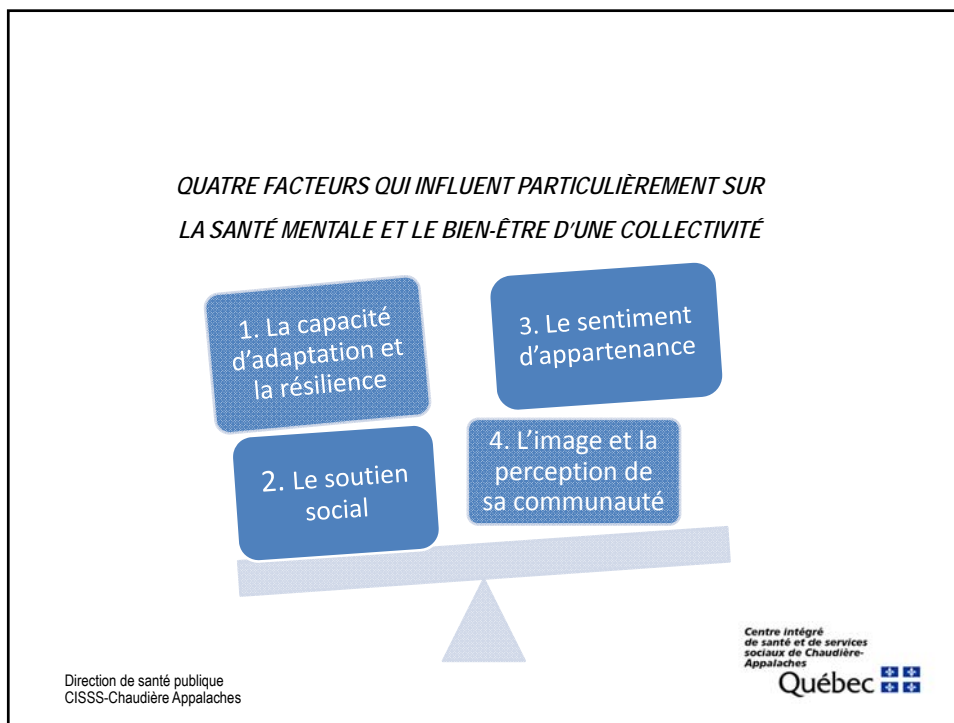 QUATRE FACTEURS QUI INFLUENT PARTICULIÈREMENT SUR
LA SANTÉ MENTALE ET LE BIEN-ÊTRE D’UNE COLLECTIVITÉ
1. La capacité
d’adaptation et
la résilience
2. Le soutien
social
3. Le sentiment
d’appartenance
4. L’image et la
perception de
sa communauté
Direction de santé publique
CISSS-Chaudière Appalaches
Centre intégré
de santé et de services
sociaux de Chaudière-
Appalaches
Québec